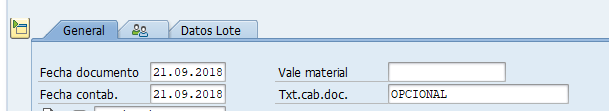 General Datos Lote
Fecha documento 21.09.2018 Vale material
Fecha contab. 21.09.2018 Txt.cab.doc. OPCIONAL